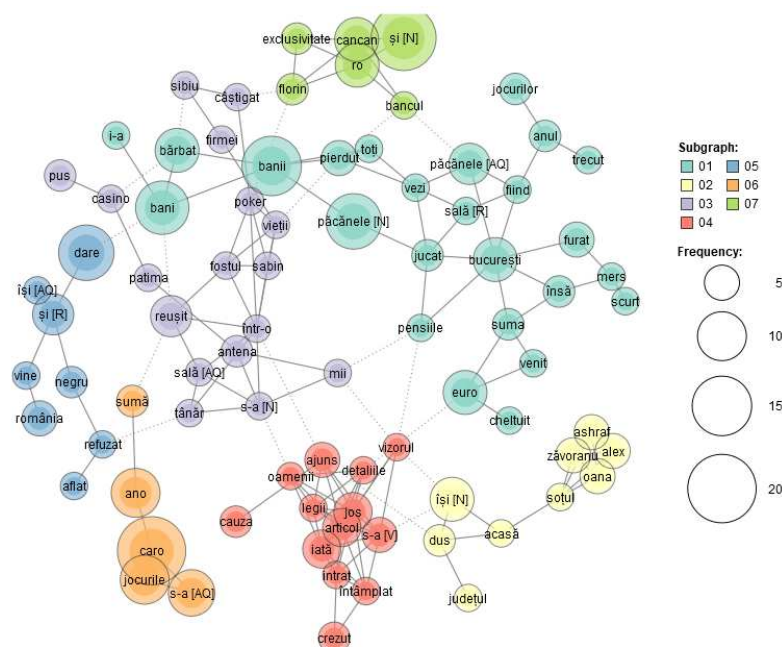 exclusivitate
cancan
și [N]
ro
sibiu
câștigat
florin
bancul
jocurilor
i-a
firmei
bărbat
banii
pierdut
toți
păcănele [AQ]
anul
trecut
pus
casino
bani
poker
vezi
fiind
păcănele [N]
sală [R]
vieții
furat
dare
jucat
bucurești
patima
fostul
sabin
mers
își [AQ]
însă
scurt
și [R]
reușit
într-o
pensiile
suma
antena
vine
negru
sală [AQ]
mii
venit
sumă
euro
românia
tânăr
s-a [N]
cheltuit
refuzat
ajuns
vizorul
ashraf
aflat
ano
oamenii
detaliile
zăvoranu
alex
oana
legii
își [N]
soțul
cauza
jos
articol
s-a [V]
dus
acasă
caro
iată
jocurile
s-a [AQ]
intrat
întâmplat
județul
crezut
Subgraph:
01 05
02 06
03 07
04
Frequency:
5
10
15
20